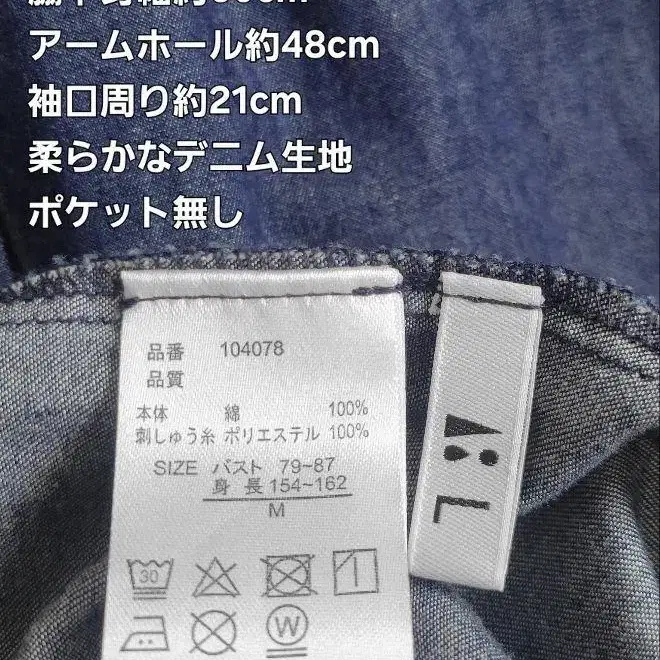 アームホール約48cm
袖口周り約21cm
柔らかなデニム生地
ポケット無し
品番 104078
品質
本体 綿 100%
刺しゅう糸 ポリエステル 100%
SIZE バスト 79~87
身長 154~162
M
30
W
L